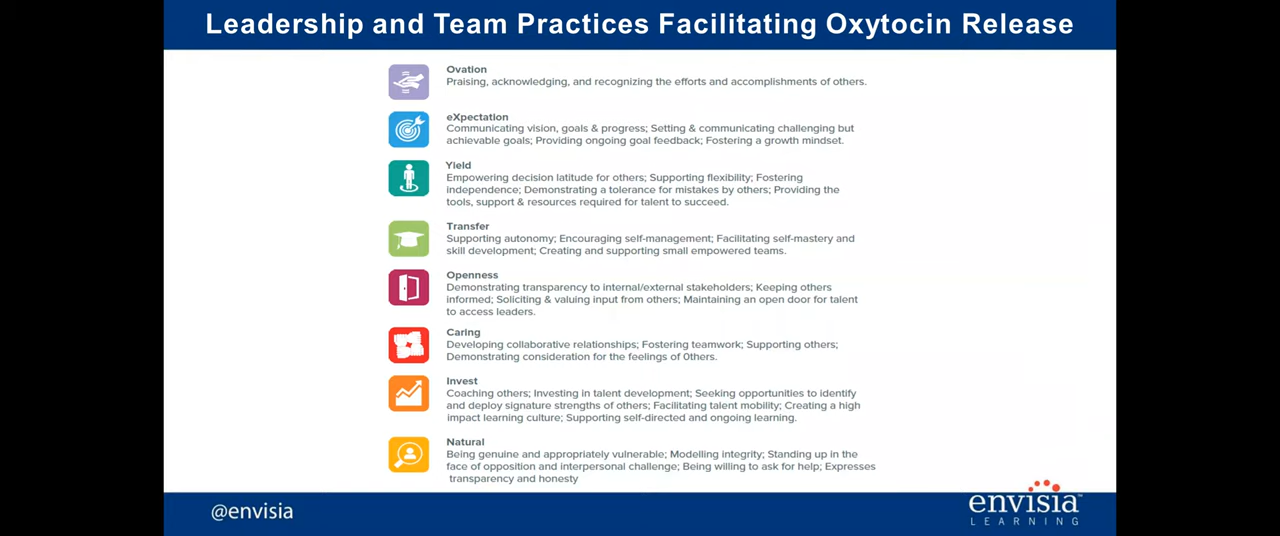 Leadership and Team Practices Facilitating Oxytocin Release
Ovation
Praising, acknowledging, and recognizing the efforts and accomplishments of others.
eXpectation
Communicating vision, goals & progress; Setting & communicating challenging but
achievable goals; Providing ongoing goal feedback; Fostering a growth mindset.
Yield
Empowering decision latitude for others; Supporting flexibility; Fostering
independence; Demonstrating a tolerance for mistakes by others; Providing the
tools, support & resources required for talent to succeed.
Transfer
Supporting autonomy; Encouraging self-management; Facilitating self-mastery and
skill development; Creating and supporting small empowered teams.
Openness
Demonstrating transparency to internal/external stakeholders; Keeping others
informed; Soliciting & valuing input from others; Maintaining an open door for talent
to access leaders.
Caring
Developing collaborative relationships; Fostering teamwork; Supporting others;
Demonstrating consideration for the feelings of 0thers.
Invest
Coaching others; Investing in talent development; Seeking opportunities to identify
and deploy signature strengths of others; Facilitating talent mobility; Creating a high
impact learning culture; Supporting self-directed and ongoing learning.
Natural
Being genuine and appropriately vulnerable; Modelling integrity; Standing up in the
face of opposition and interpersonal challenge; Being willing to ask for help; Expresses
transparency and honesty
@envisia
envisia™
LEARNING